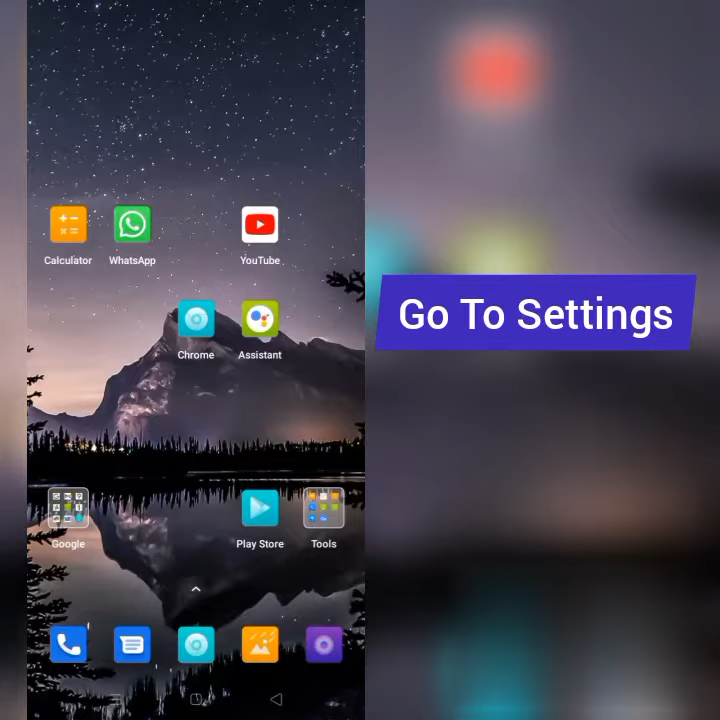 Calculator
WhatsApp
YouTube
Chrome
Assistant
Go To Settings
Google
Play Store
Tools